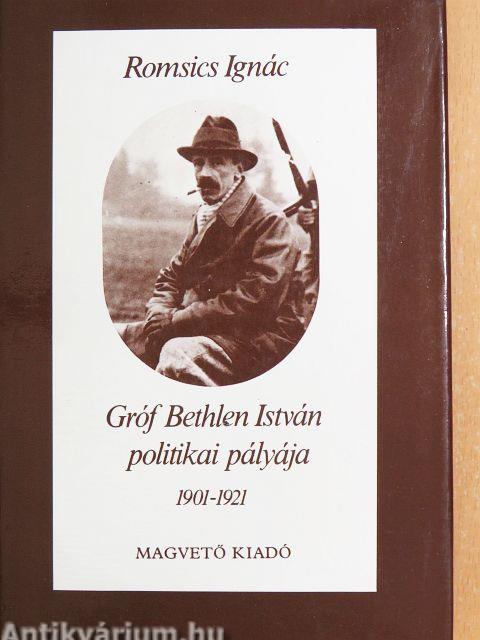 Romsics Ignác
Gróf Bethlen István
politikai pályája
1901-1921
MAGVETŐ KIADÓ
Antikvárium.hu